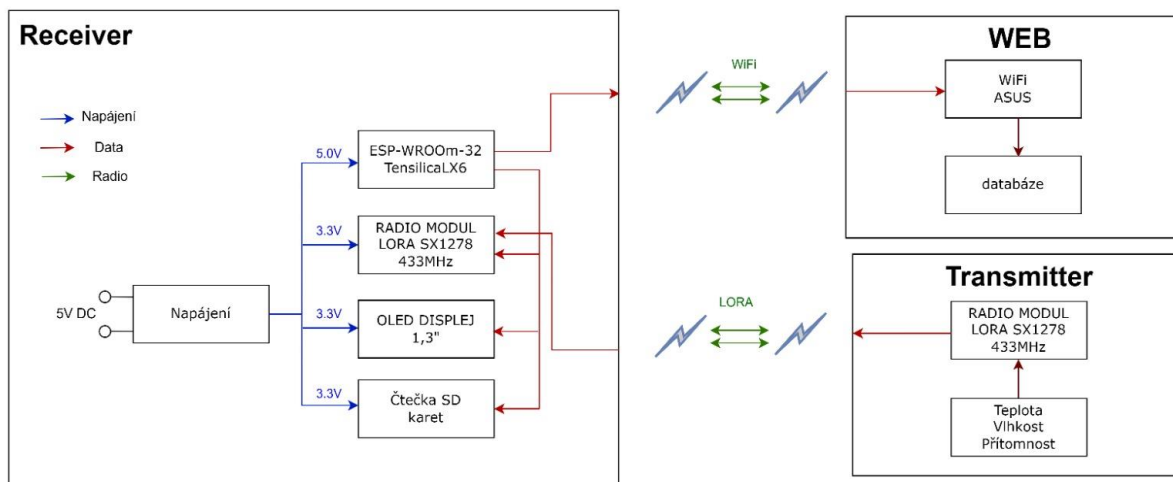 Receiver
Napájení
Data
Radio
5V DC
Napájení
5.0V
ESP-WROOm-32
TensilicaLX6
3.3V
RADIO MODUL
LORA SX1278
433MHz
3.3V
OLED DISPLEJ
1,3"
3.3V
Čtečka SD
karet
WiFi
LORA
WEB
WiFi
ASUS
databáze
Transmitter
RADIO MODUL
LORA SX1278
433MHz
Teplota
Vlhkost
Přítomnost